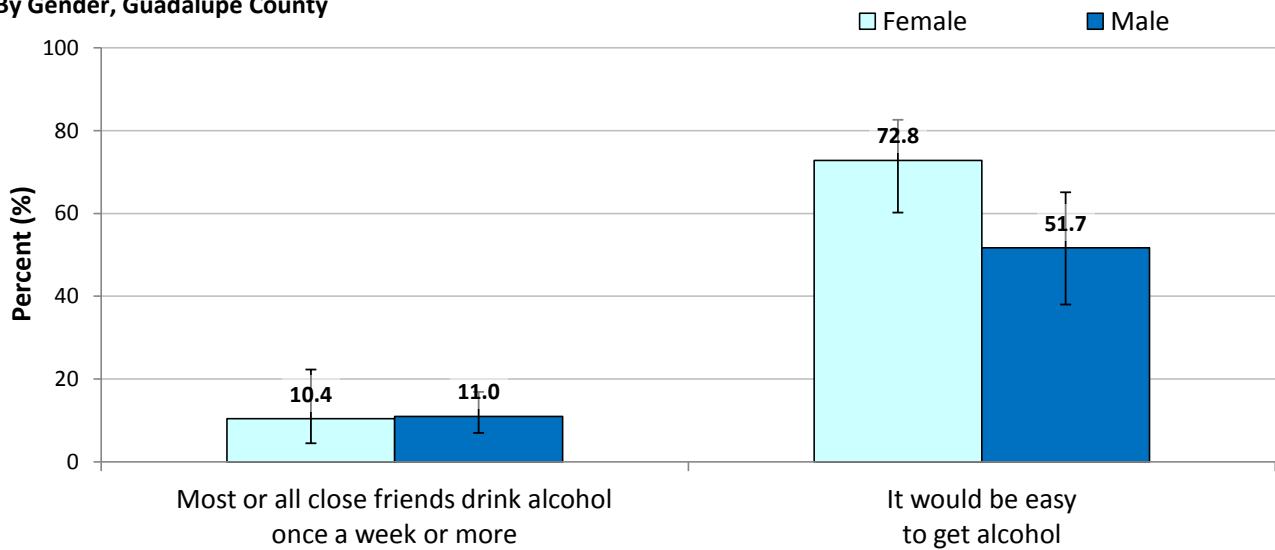 By Gender, Guadalupe County
Female Male
100
80
60
40
20
0
Percent (%)
72.8
51.7
10.4
11.0
Most or all close friends drink alcohol
once a week or more
It would be easy
to get alcohol